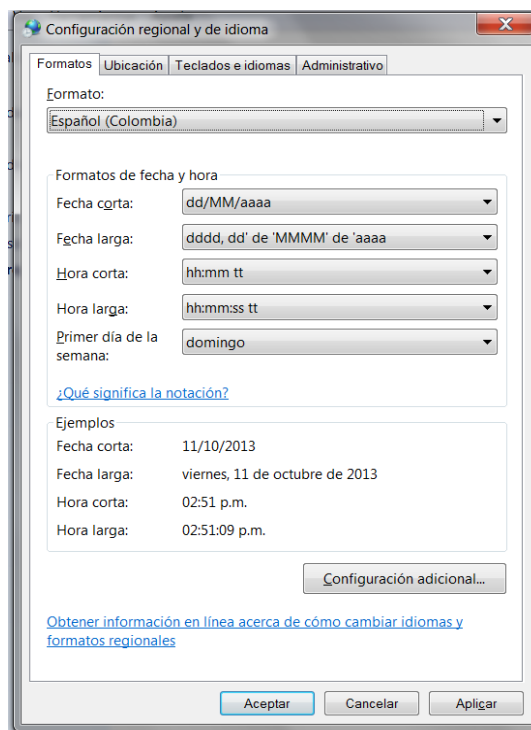 Configuración regional y de idioma
Formatos Ubicación Teclados e idiomas Administrativo
Formato:
Español (Colombia)
Formatos de fecha y hora
Fecha corta: dd/MM/aaaa
Fecha larga: dddd, dd' de 'MMMM' de 'aaaa
Hora corta: hh:mm tt
Hora larga: hh:mm:ss tt
Primer día de la
semana: domingo
¿Qué significa la notación?
Ejemplos
Fecha corta: 11/10/2013
Fecha larga: viernes, 11 de octubre de 2013
Hora corta: 02:51 p.m.
Hora larga: 02:51:09 p.m.
Configuración adicional...
Obtener información en línea acerca de cómo cambiar idiomas y
formatos regionales
Aceptar Cancelar Aplicar